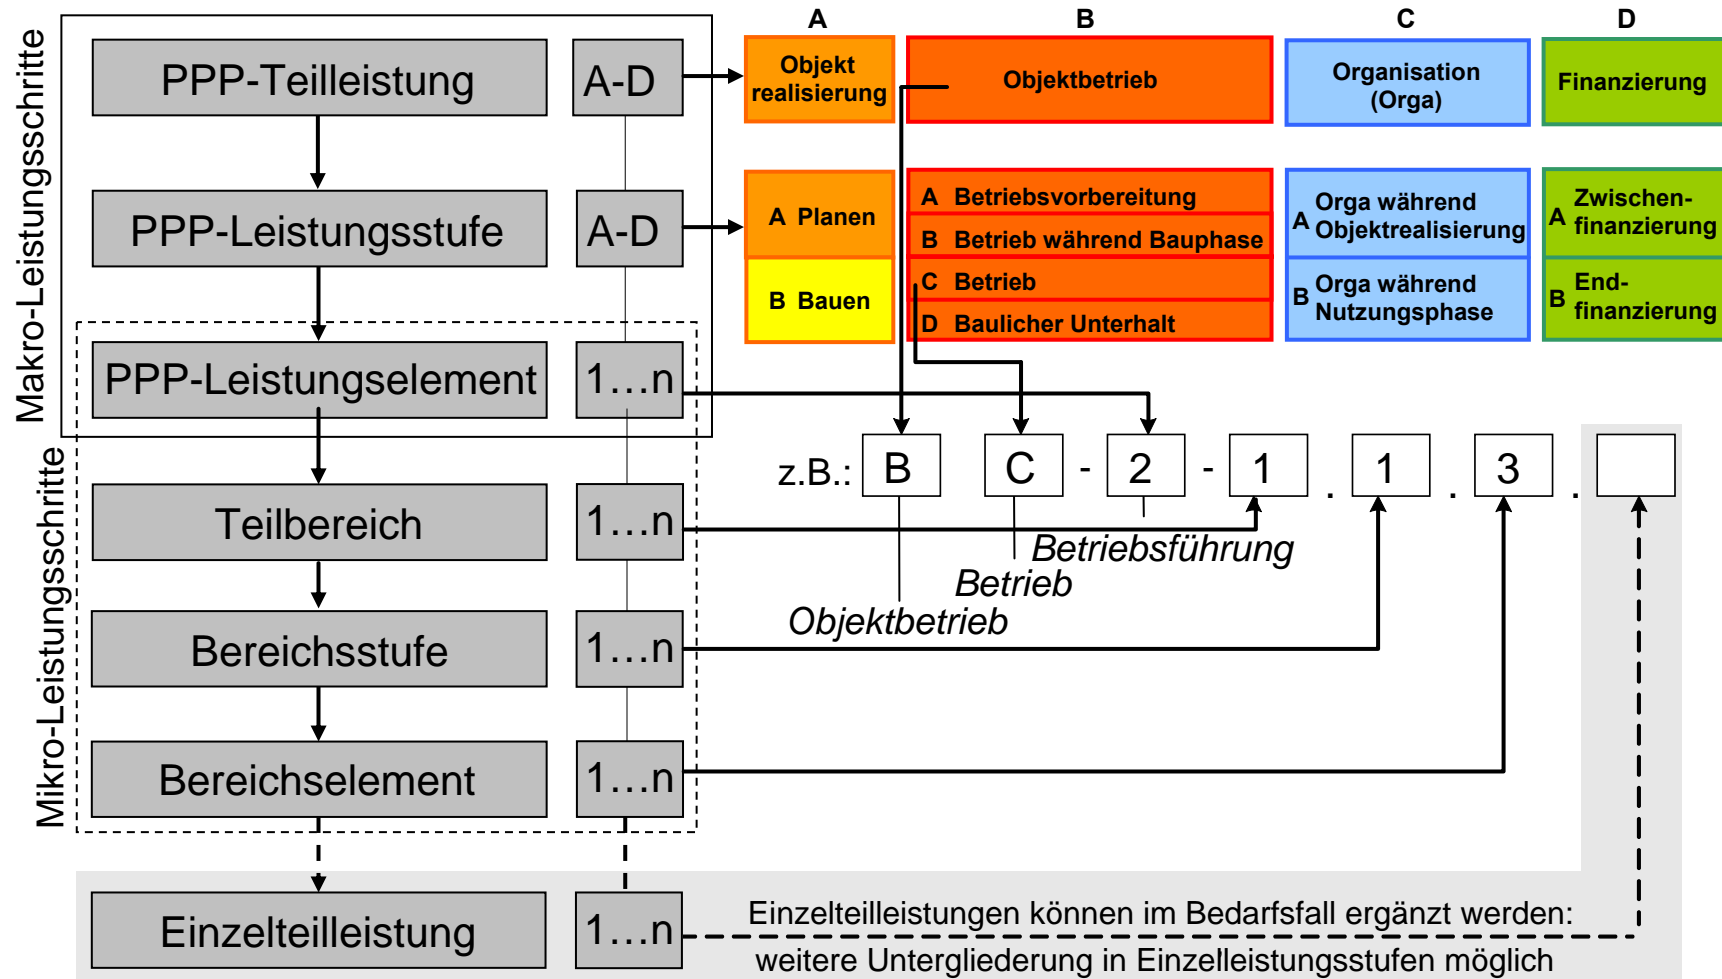 Makro-Leistungsschritte
Mikro-Leistungsschritte
A
B
C
D
PPP-Teilleistung
A-D
Objekt
realisierung
Objektbetrieb
Organisation
(Orga)
Finanzierung
PPP-Leistungsstufe
A-D
A Planen
B Bauen
A Betriebsvorbereitung
B Betrieb während Bauphase
C Betrieb
D Baulicher Unterhalt
A Orga während
Objektrealisierung
B Orga während
Nutzungsphase
A Zwischen-
finanzierung
B End-
finanzierung
PPP-Leistungselement
1…n
z.B.: B C - 2 - 1 . 1 . 3 .
Teilbereich
1…n
Betriebsführung
Betrieb
Objektbetrieb
Bereichsstufe
1…n
Bereichselement
1…n
Einzelteilleistung
1…n
Einzelteilleistungen können im Bedarfsfall ergänzt werden:
weitere Untergliederung in Einzelleistungsstufen möglich